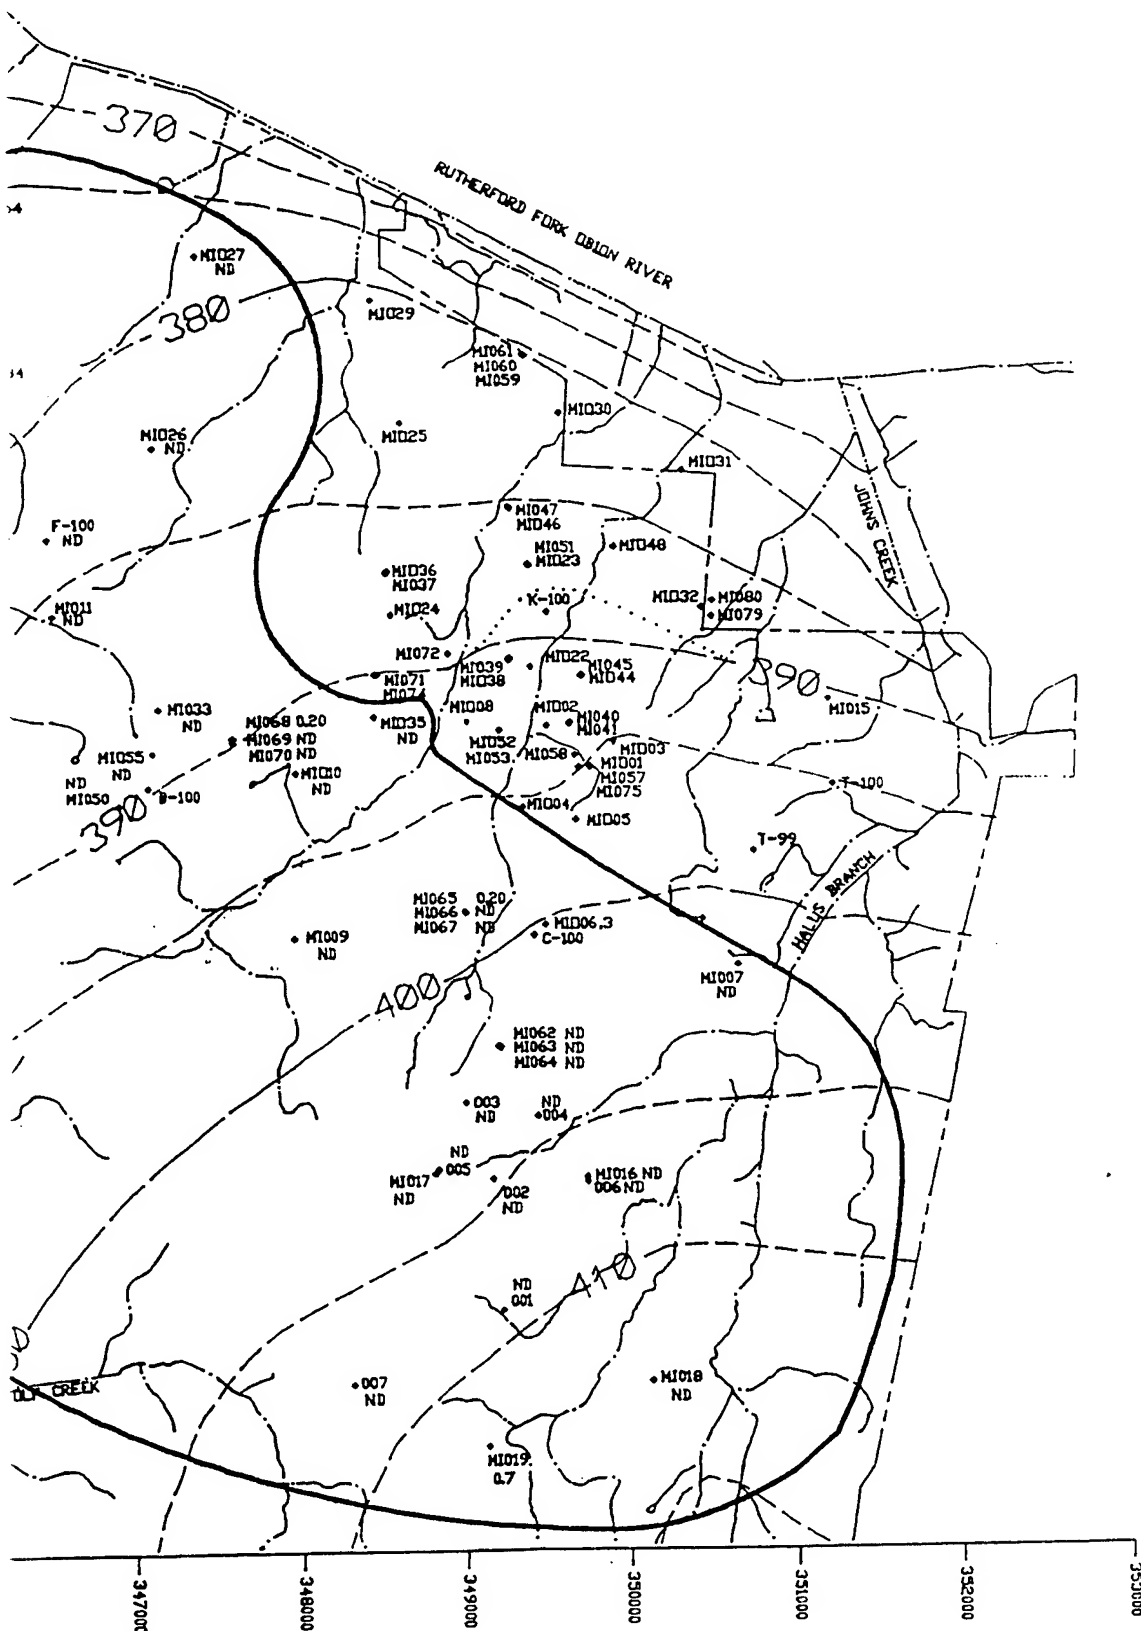 370
RUTHERFORD FORK OBION RIVER
MI027
ND
380
MI029
MI061
MI060
MI059
MI030
MI026
ND
MI025
MI031
JOHNS CREEK
F-100
ND
MI047
MI046
MI051
MI023
MI048
MI036
MI037
MI011
ND
MI024
K-100
MI032
MI080
MI079
MI072
MI039
MI038
MI022
MI045
MI044
390
MI071
MI074
MI015
MI033
ND
MI068 0.20
MI069 ND
MI070 ND
MI035
ND
MI008
MI002
MI040
MI041
MI052
MI053
MI058
MI003
MI001
MI057
MI075
MI055
ND
MI010
ND
ND
MI050
B-100
T-100
390
MI004
MI005
T-99
HALLS BRANCH
MI065 0.20
MI066 ND
MI067 ND
MI006.3
C-100
MI009
ND
MI007
ND
400
MI062 ND
MI063 ND
MI064 ND
003
ND
ND
004
ND
005
MI017
ND
002
ND
MI016 ND
006 ND
410
ND
001
CREEK
007
ND
MI018
ND
MI019
0.7
347000
348000
349000
350000
351000
352000
353000